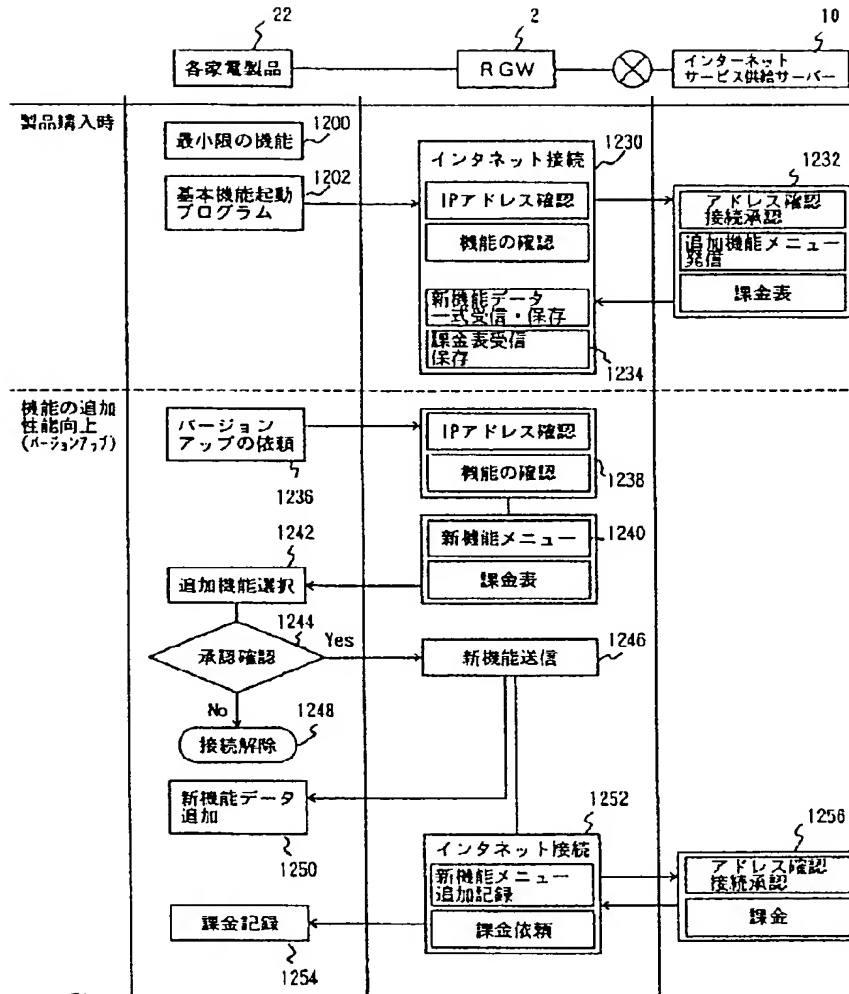 22
2
10
各家電製品
RGW
インターネット
サービス供給サーバー
製品購入時
最小限の機能
1200
基本機能起動
プログラム
1202
インタネット接続
1230
IPアドレス確認
機能の確認
新機能データ
一式受信・保存
課金表受信
保存
1234
1232
アドレス確認
接続承認
追加機能メニュー
発信
課金表
機能の追加
性能向上
(バージョンアップ)
バージョン
アップの依頼
1236
IPアドレス確認
機能の確認
1238
新機能メニュー
1240
課金表
1242
追加機能選択
1244
承認確認
Yes
No
新機能送信
1246
1248
接続解除
新機能データ
追加
1250
1252
インタネット接続
新機能メニュー
追加記録
課金依頼
1256
アドレス確認
接続承認
課金
課金記録
1254